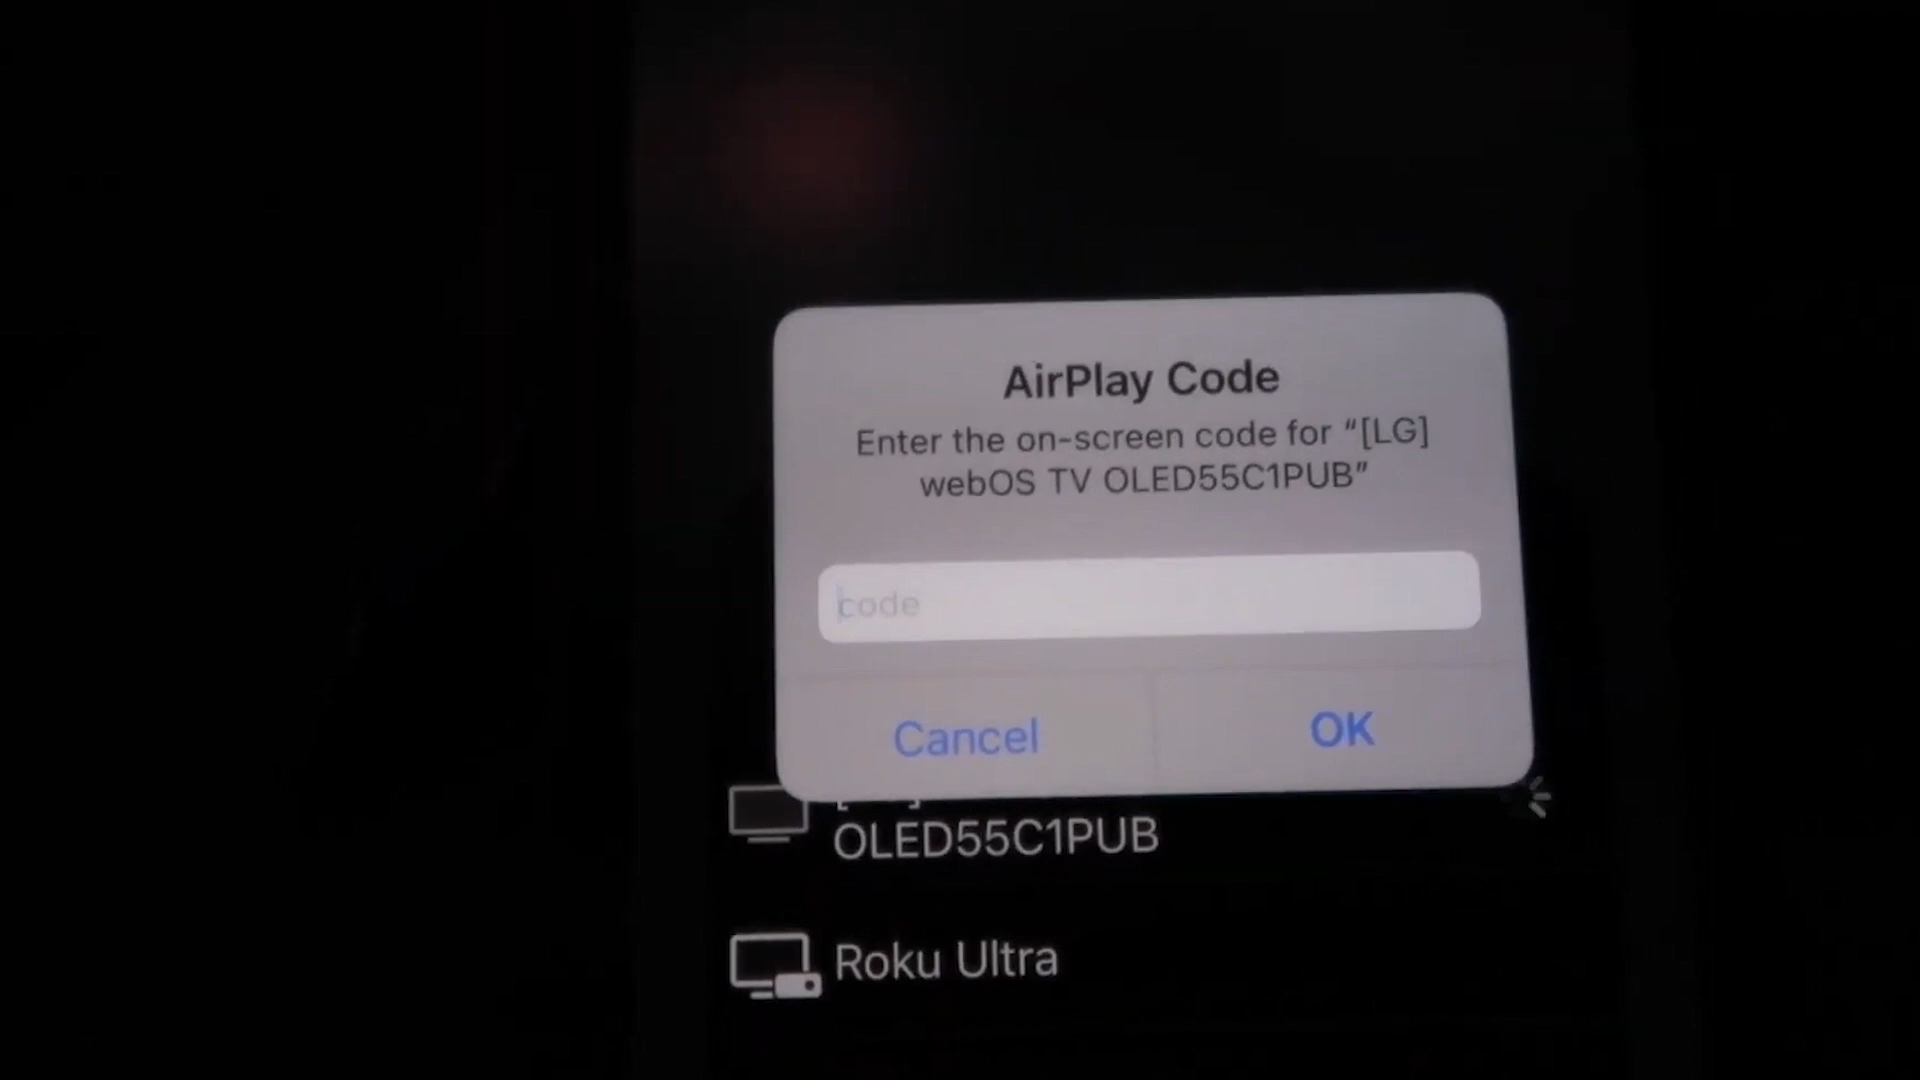 AirPlay Code
Enter the on-screen code for “[LG]
webOS TV OLED55C1PUB”
code
Cancel
OK
OLED55C1PUB
Roku Ultra